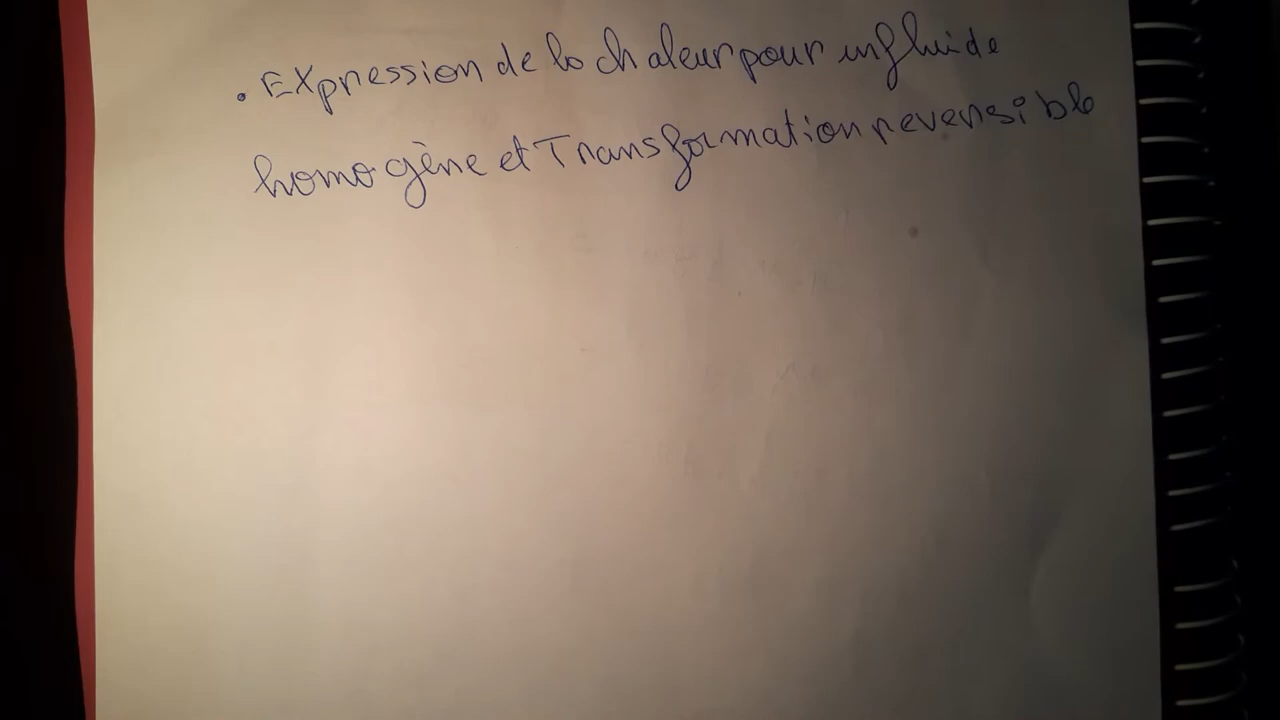 . Expression de la chaleur pour un fluide
homogène et Transformation reversible